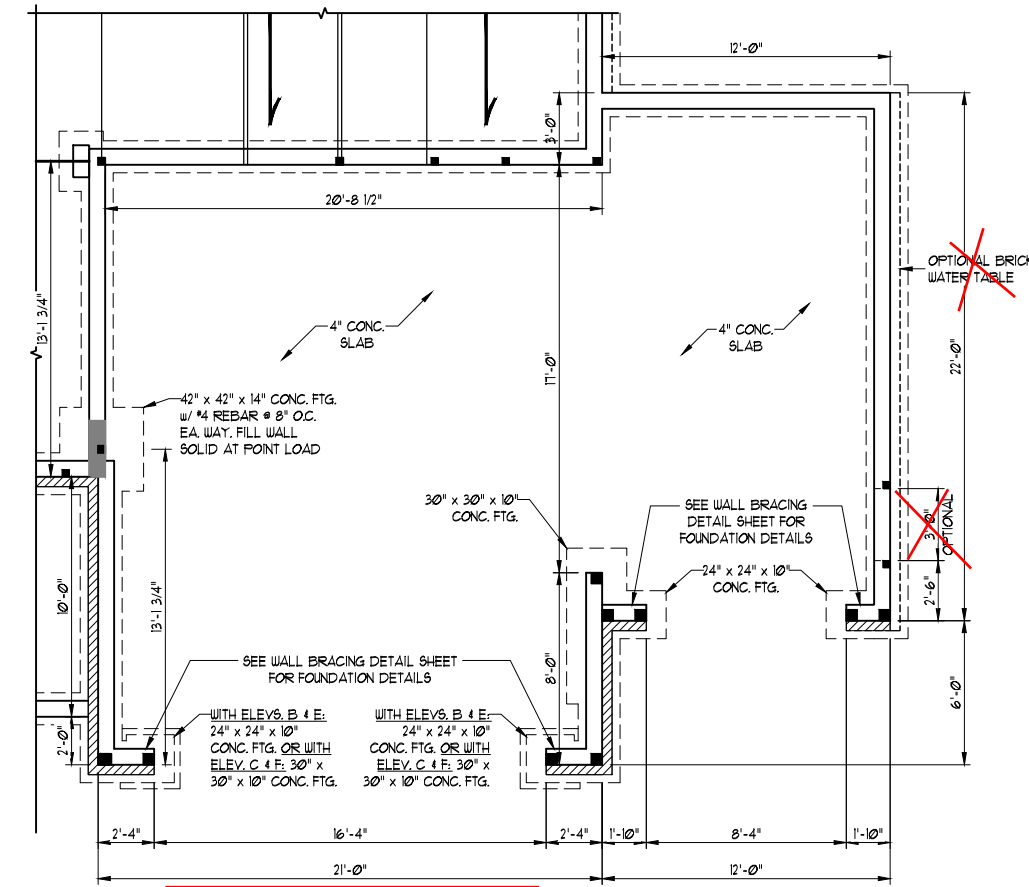 12'-0"
3'-0"
20'-8 1/2"
OPTIONAL BRICK
WATER TABLE
13'-1 3/4"
4" CONC.
SLAB
4" CONC.
SLAB
17'-0"
22'-0"
42" x 42" x 14" CONC. FTG.
w/ #4 REBAR @ 8" O.C.
EA. WAY. FILL WALL
SOLID AT POINT LOAD
30" x 30" x 10"
CONC. FTG.
SEE WALL BRACING
DETAIL SHEET FOR
FOUNDATION DETAILS
3'-0"
OPTIONAL
24" x 24" x 10"
CONC. FTG.
2'-6"
10'-0"
13'-1 3/4"
8'-0"
6'-0"
SEE WALL BRACING DETAIL SHEET
FOR FOUNDATION DETAILS
2'-0"
WITH ELEVS. B & E:
24" x 24" x 10"
CONC. FTG. OR WITH
ELEV. C & F: 30" x
30" x 10" CONC. FTG.
WITH ELEVS. B & E:
24" x 24" x 10"
CONC. FTG. OR WITH
ELEV. C & F: 30" x
30" x 10" CONC. FTG.
2'-4"
16'-4"
2'-4"
1'-10"
8'-4"
1'-10"
21'-0"
12'-0"